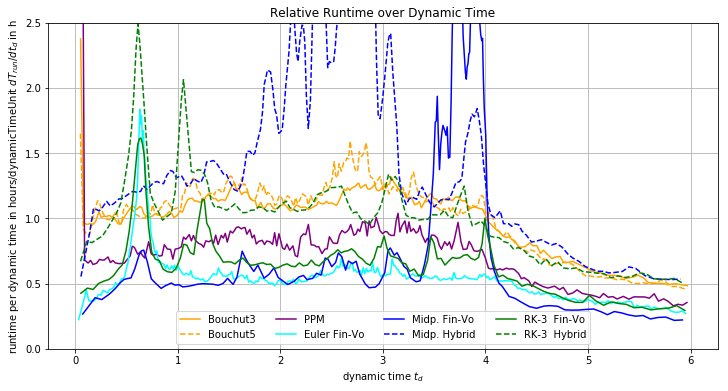 Relative Runtime over Dynamic Time
runtime per dynamic time in hours/dynamicTimeUnit dT_run/dt_d in h
2.5
2.0
1.5
1.0
0.5
0.0
Bouchut3 PPM Midp. Fin-Vo RK-3 Fin-Vo
Bouchut5 Euler Fin-Vo Midp. Hybrid RK-3 Hybrid
0 1 2 3 4 5 6
dynamic time t_d